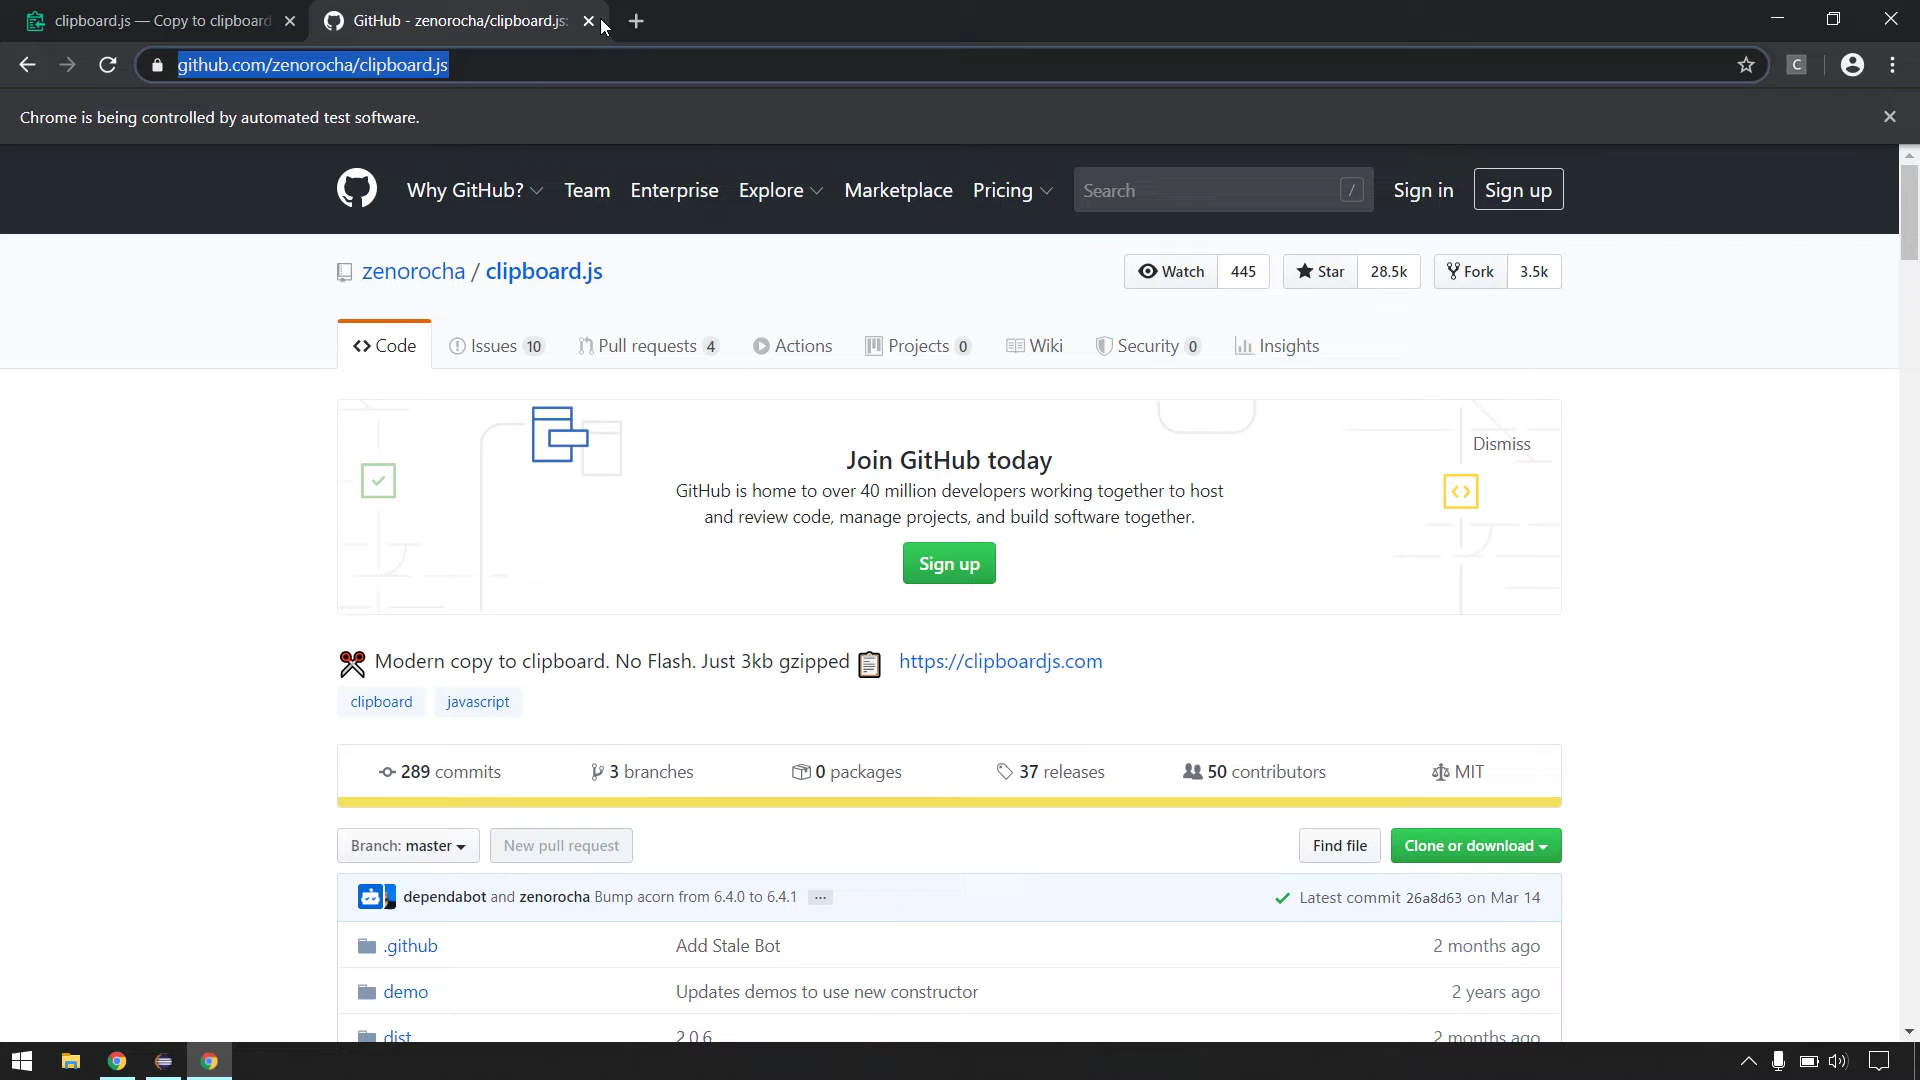 clipboard.js — Copy to clipboard
GitHub - zenorocha/clipboard.js:
github.com/zenorocha/clipboard.js
C
Chrome is being controlled by automated test software.
Why GitHub? Team Enterprise Explore Marketplace Pricing Search / Sign in Sign up
zenorocha / clipboard.js
Watch 445 Star 28.5k Fork 3.5k
Code Issues 10 Pull requests 4 Actions Projects 0 Wiki Security 0 Insights
Dismiss
Join GitHub today
GitHub is home to over 40 million developers working together to host
and review code, manage projects, and build software together.
Sign up
Modern copy to clipboard. No Flash. Just 3kb gzipped https://clipboardjs.com
clipboard javascript
289 commits 3 branches 0 packages 37 releases 50 contributors MIT
Branch: master New pull request Find file Clone or download
dependabot and zenorocha Bump acorn from 6.4.0 to 6.4.1 ... Latest commit 26a8d63 on Mar 14
.github Add Stale Bot 2 months ago
demo Updates demos to use new constructor 2 years ago
dist 2.0.6 2 months ago